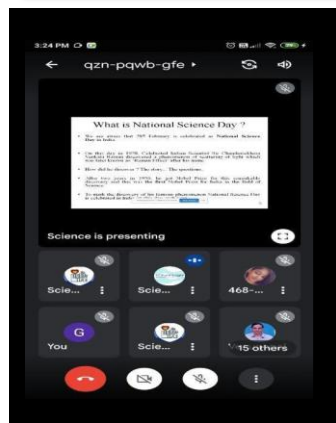 3:24 PM
qzn-pqwb-gfe
What is National Science Day ?
We are aware that 28th February is celebrated as National Science
Day in India
On this day in 1928, Celebrated Indian Scientist Sir Chandrasekhara
Venkata Raman discovered a phenomenon of scattering of light which
was later known as 'Raman Effect' after his name.
How did he discover ? The story.. The questions..
After two years in 1930, he got Nobel Prize for this remarkable
discovery and this was the first Nobel Prize for India in the field of
Science.
To mark the discovery of his famous phenomenon National Science Day
is celebrated in India
Science is presenting
Scie...
Scie...
468-...
G
You
Scie...
15 others